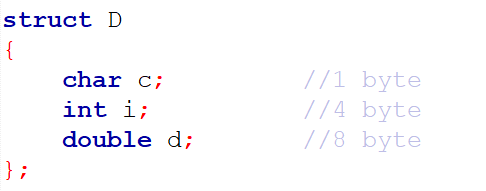 struct D
{
    char c;         //1 byte
    int i;          //4 byte
    double d;       //8 byte
};